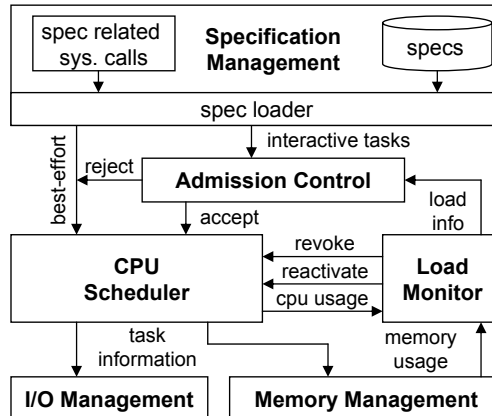 spec related
sys. calls
Specification
Management
specs
spec loader
best-effort
interactive tasks
reject
Admission Control
accept
load
info
CPU
Scheduler
revoke
reactivate
cpu usage
Load
Monitor
task
information
memory
usage
I/O Management
Memory Management